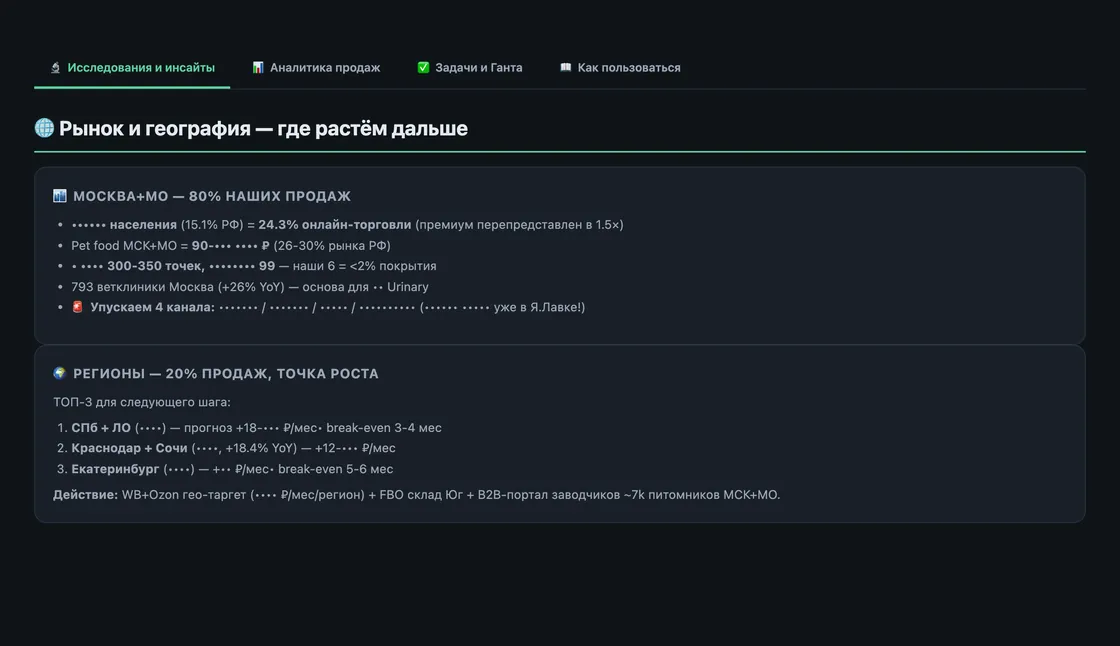 Исследования и инсайты
Аналитика продаж
Задачи и Ганта
Как пользоваться
Рынок и география — где растём дальше
МОСКВА+МО — 80% НАШИХ ПРОДАЖ
• •••••• населения (15.1% РФ) = 24.3% онлайн-торговли (премиум перепредставлен в 1.5×)
• Pet food МСК+МО = 90-••• •••• ₽ (26-30% рынка РФ)
• • •••• 300-350 точек, •••••••• 99 — наши 6 = <2% покрытия
• 793 ветклиники Москва (+26% YoY) — основа для •• Urinary
• Упускаем 4 канала: ••••••• / ••••••• / ••••• / •••••••••• (•••••• ••••• уже в Я.Лавке!)
РЕГИОНЫ — 20% ПРОДАЖ, ТОЧКА РОСТА
ТОП-3 для следующего шага:
1. СПб + ЛО (••••) — прогноз +18-••• ₽/мес• break-even 3-4 мес
2. Краснодар + Сочи (••••, +18.4% YoY) — +12-••• ₽/мес
3. Екатеринбург (••••) — +•• ₽/мес• break-even 5-6 мес
Действие: WB+Ozon гео-таргет (•••• ₽/мес/регион) + FBO склад Юг + B2B-портал заводчиков ~7k питомников МСК+МО.